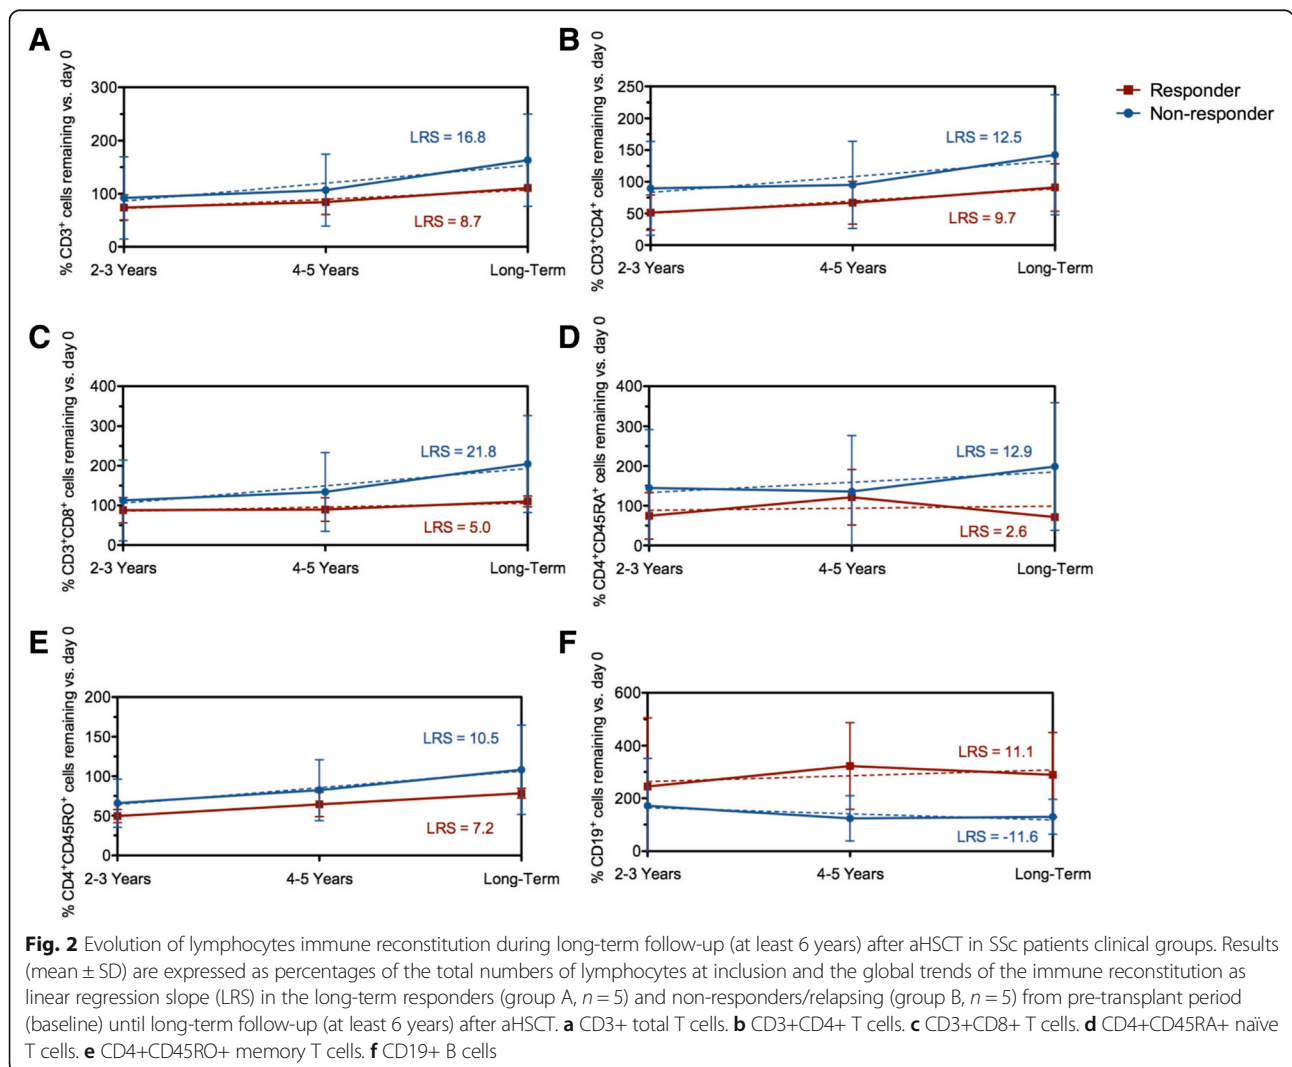 A
% CD3⁺ cells remaining vs. day 0
300
200
100
0
LRS = 16.8
LRS = 8.7
2-3 Years 4-5 Years Long-Term
B
% CD3⁺CD4⁺ cells remaining vs. day 0
250
200
150
100
50
0
LRS = 12.5
LRS = 9.7
2-3 Years 4-5 Years Long-Term
Responder
Non-responder
C
% CD3⁺CD8⁺ cells remaining vs. day 0
400
300
200
100
0
LRS = 21.8
LRS = 5.0
2-3 Years 4-5 Years Long-Term
D
% CD4⁺CD45RA⁺ cells remaining vs. day 0
400
300
200
100
0
LRS = 12.9
LRS = 2.6
2-3 Years 4-5 Years Long-Term
E
% CD4⁺CD45RO⁺ cells remaining vs. day 0
200
150
100
50
0
LRS = 10.5
LRS = 7.2
2-3 Years 4-5 Years Long-Term
F
% CD19⁺ cells remaining vs. day 0
600
400
200
0
LRS = 11.1
LRS = -11.6
2-3 Years 4-5 Years Long-Term
Fig. 2 Evolution of lymphocytes immune reconstitution during long-term follow-up (at least 6 years) after aHSCT in SSc patients clinical groups. Results
(mean ± SD) are expressed as percentages of the total numbers of lymphocytes at inclusion and the global trends of the immune reconstitution as
linear regression slope (LRS) in the long-term responders (group A, n = 5) and non-responders/relapsing (group B, n = 5) from pre-transplant period
(baseline) until long-term follow-up (at least 6 years) after aHSCT. a CD3+ total T cells. b CD3+CD4+ T cells. c CD3+CD8+ T cells. d CD4+CD45RA+ naïve
T cells. e CD4+CD45RO+ memory T cells. f CD19+ B cells